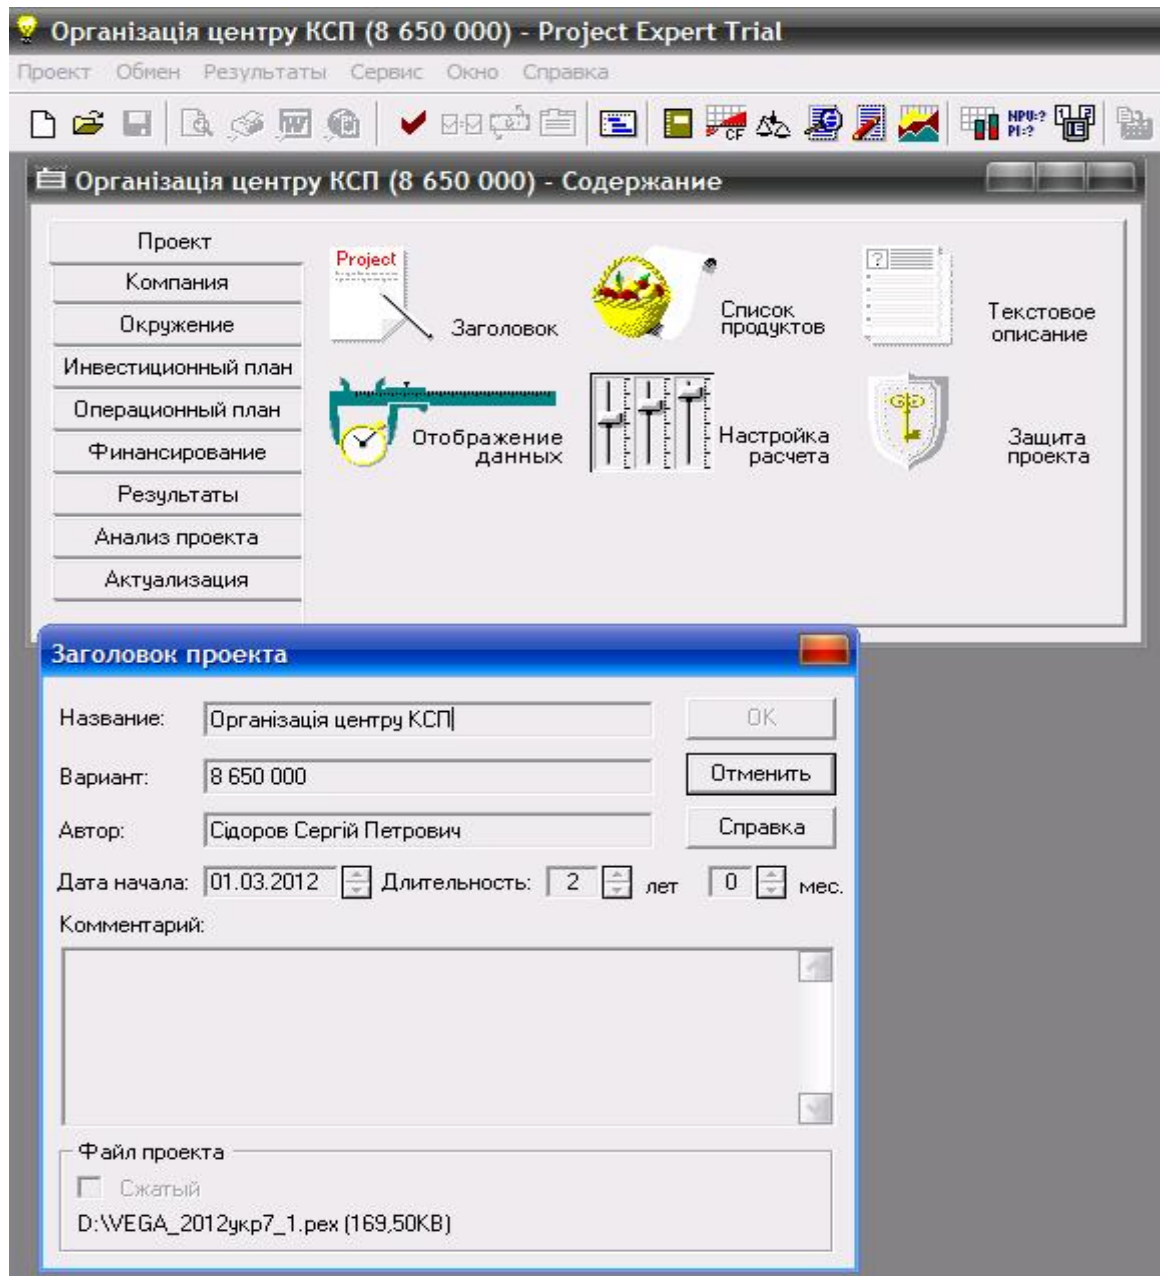 Організація центру КСП (8 650 000) - Project Expert Trial
Проект Обмен Результаты Сервис Окно Справка
CF
NPV=?
PI=?
Організація центру КСП (8 650 000) - Содержание
Проект
Компания
Окружение
Инвестиционный план
Операционный план
Финансирование
Результаты
Анализ проекта
Актуализация
Project
Заголовок
Список
продуктов
?
Текстовое
описание
Отображение
данных
Настройка
расчета
Защита
проекта
Заголовок проекта
Название: Організація центру КСП
OK
Вариант: 8 650 000
Отменить
Автор: Сідоров Сергій Петрович
Справка
Дата начала: 01.03.2012 Длительность: 2 лет 0 мес.
Комментарий:
Файл проекта
Сжатый
D:\VEGA_2012укр7_1.pex (169,50KB)